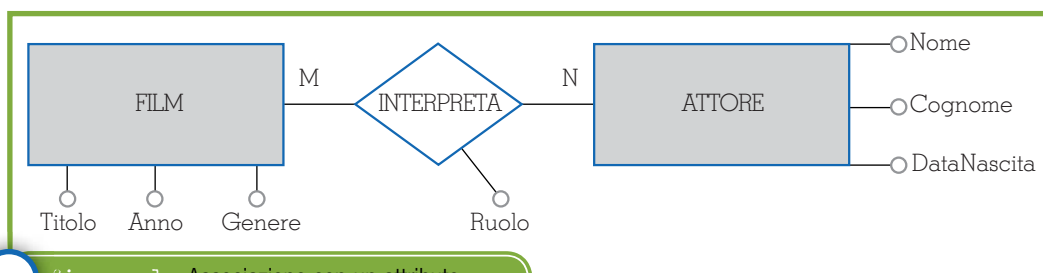 Nome
M
N
FILM
INTERPRETA
ATTORE
Cognome
DataNascita
Titolo Anno Genere
Ruolo
Associazione con un attributo